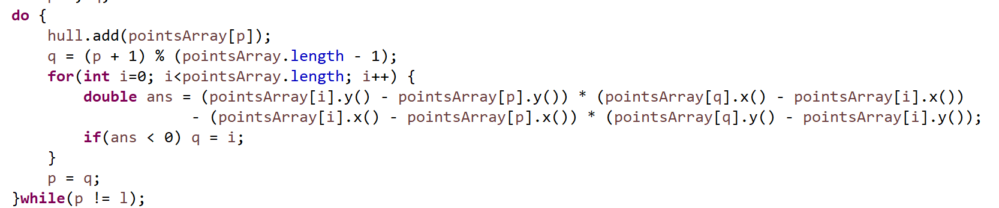 do {
    hull.add(pointsArray[p]);
    q = (p + 1) % (pointsArray.length - 1);
    for(int i=0; i<pointsArray.length; i++) {
        double ans = (pointsArray[i].y() - pointsArray[p].y()) * (pointsArray[q].x() - pointsArray[i].x())
                    - (pointsArray[i].x() - pointsArray[p].x()) * (pointsArray[q].y() - pointsArray[i].y());
        if(ans < 0) q = i;
    }
    p = q;
}while(p != l);